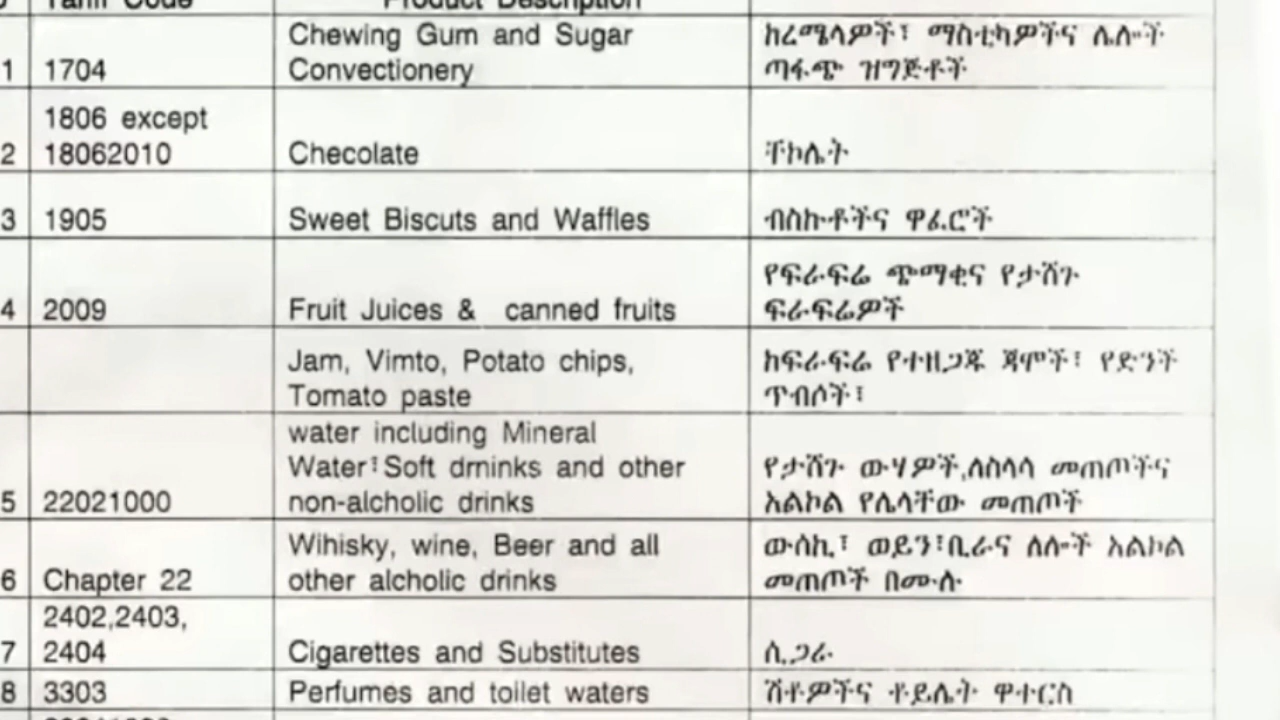 Tariff Code Product Description
Chewing Gum and Sugar ከረሜላዎች፣ ማስቲካዎችና ሌሎች
1 1704 Convectionery ጣፋጭ ዝግጅቶች
1806 except
2 18062010 Checolate ቸኮሌት
3 1905 Sweet Biscuts and Waffles ብስኩቶችና ዋፈሮች
የፍራፍሬ ጭማቂና የታሸጉ
4 2009 Fruit Juices & canned fruits ፍራፍሬዎች
Jam, Vimto, Potato chips, ከፍራፍሬ የተዘጋጁ ጃሞች፣ የድንች
Tomato paste ጥብሶች፣
water including Mineral
Water፣Soft drninks and other የታሸጉ ውሃዎች,ለስላሳ መጠጦችና
5 22021000 non-alcholic drinks አልኮል የሌላቸው መጠጦች
Wihisky, wine, Beer and all ውስኪ፣ ወይን፣ቢራና ለሎች አልኮል
6 Chapter 22 other alcholic drinks መጠጦች በሙሉ
2402,2403,
7 2404 Cigarettes and Substitutes ሲጋራ
8 3303 Perfumes and toilet waters ሽቶዎችና ቶይሌት ዋተርስ